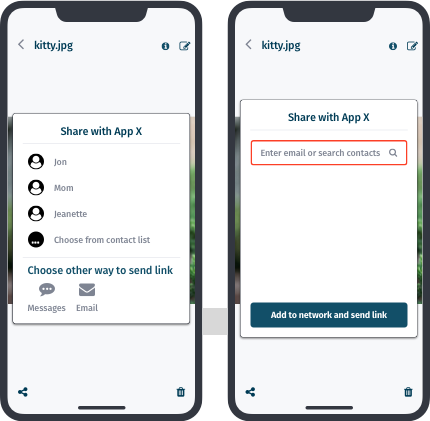 kitty.jpg
Share with App X
Jon
Mom
Jeanette
Choose from contact list
Choose other way to send link
Messages Email
kitty.jpg
Share with App X
Enter email or search contacts
Add to network and send link